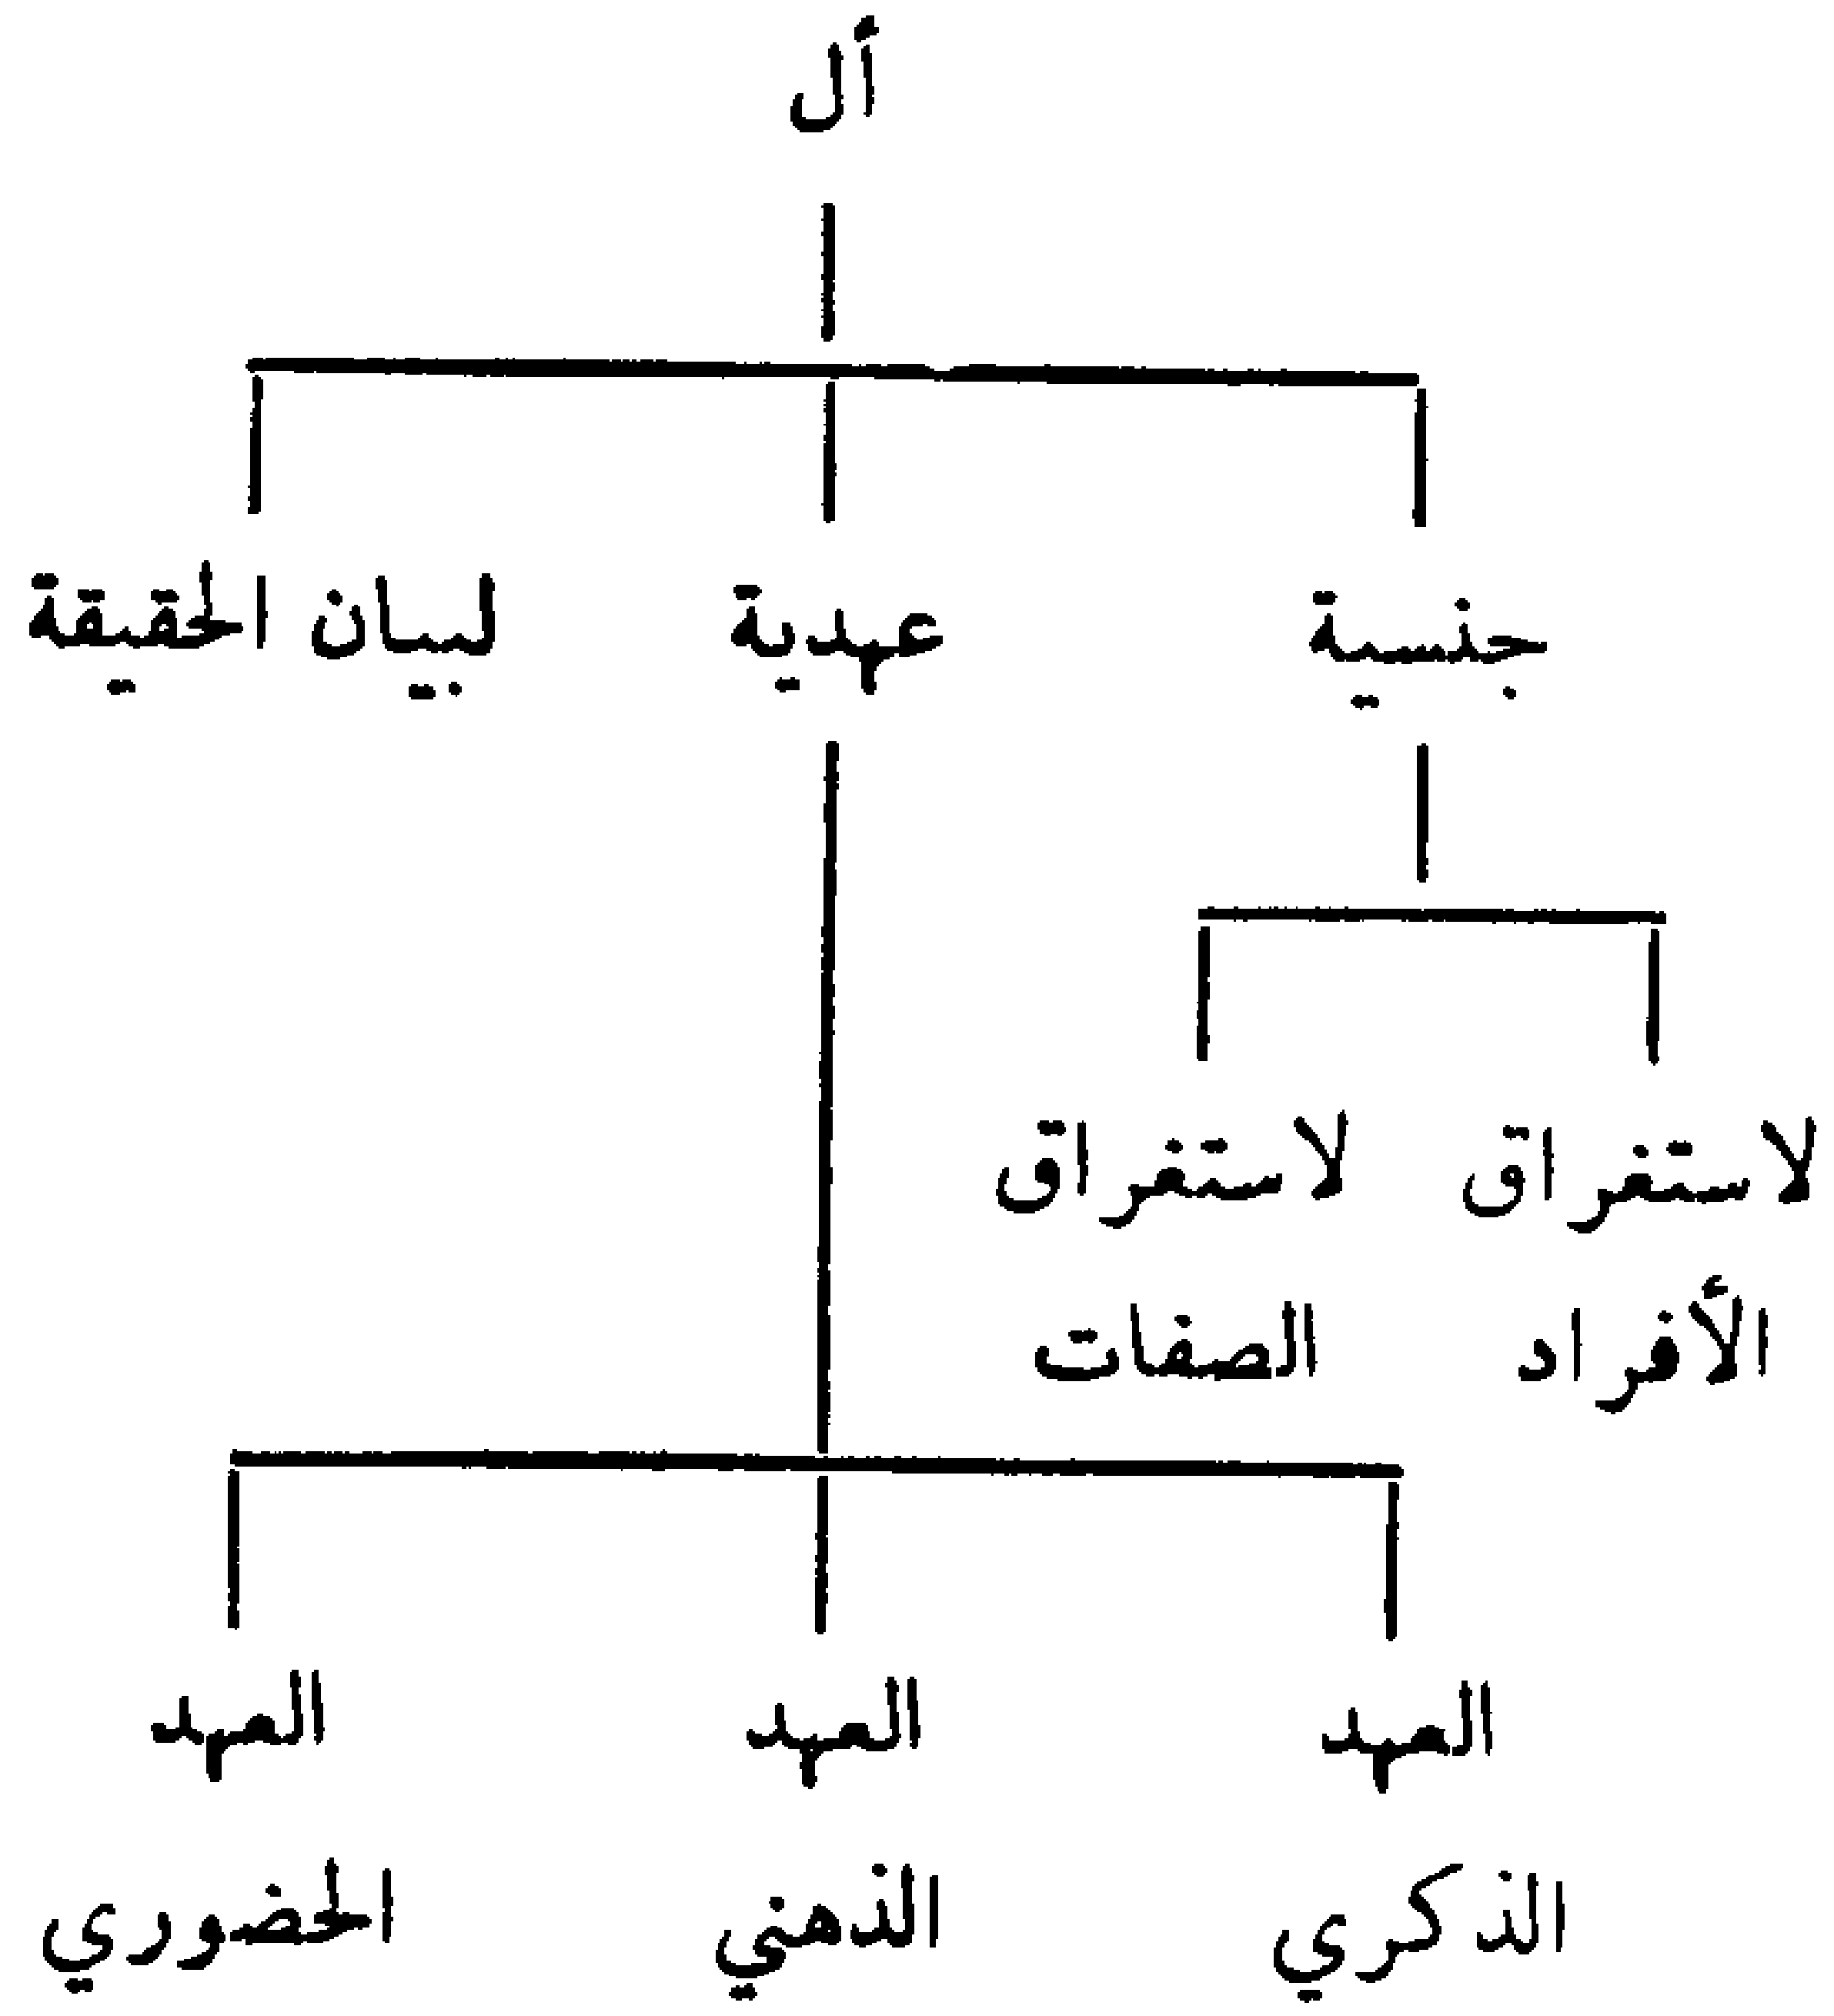 أل
جنسية عهدية لبيان الحقيقة
لاستغراق لاستغراق
الأفراد الصفات
العهد العهد العهد
الذكري الذهني الحضوري